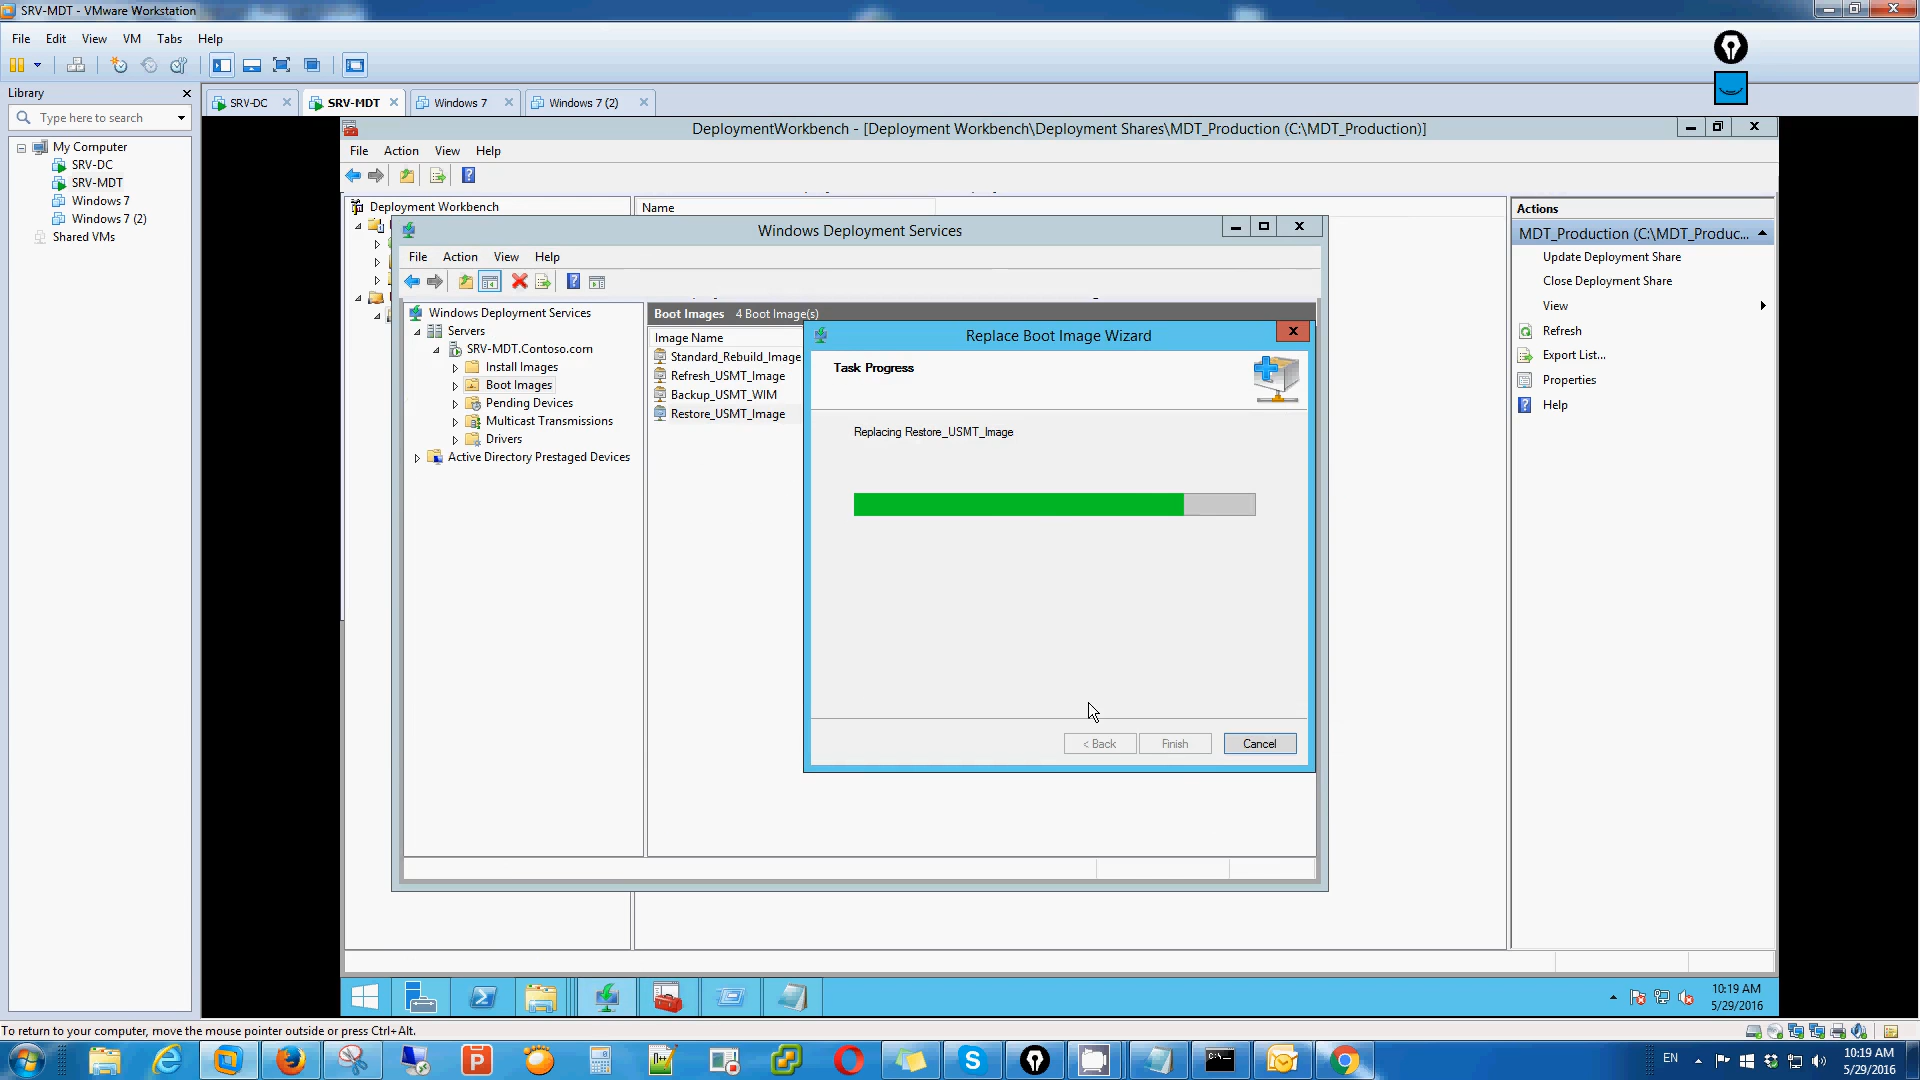 SRV-MDT - VMware Workstation
File Edit View VM Tabs Help
Library
Type here to search
My Computer
SRV-DC
SRV-MDT
Windows 7
Windows 7 (2)
Shared VMs
SRV-DC SRV-MDT Windows 7 Windows 7 (2)
DeploymentWorkbench - [Deployment Workbench\Deployment Shares\MDT_Production (C:\MDT_Production)]
File Action View Help
Deployment Workbench
Name
Windows Deployment Services
File Action View Help
Windows Deployment Services
Servers
SRV-MDT.Contoso.com
Install Images
Boot Images
Pending Devices
Multicast Transmissions
Drivers
Active Directory Prestaged Devices
Boot Images 4 Boot Image(s)
Image Name
Standard_Rebuild_Image
Refresh_USMT_Image
Backup_USMT_WIM
Restore_USMT_Image
Replace Boot Image Wizard
Task Progress
Replacing Restore_USMT_Image
< Back Finish Cancel
Actions
MDT_Production (C:\MDT_Produc...
Update Deployment Share
Close Deployment Share
View
Refresh
Export List...
Properties
Help
10:19 AM
5/29/2016
To return to your computer, move the mouse pointer outside or press Ctrl+Alt.
EN
10:19 AM
5/29/2016